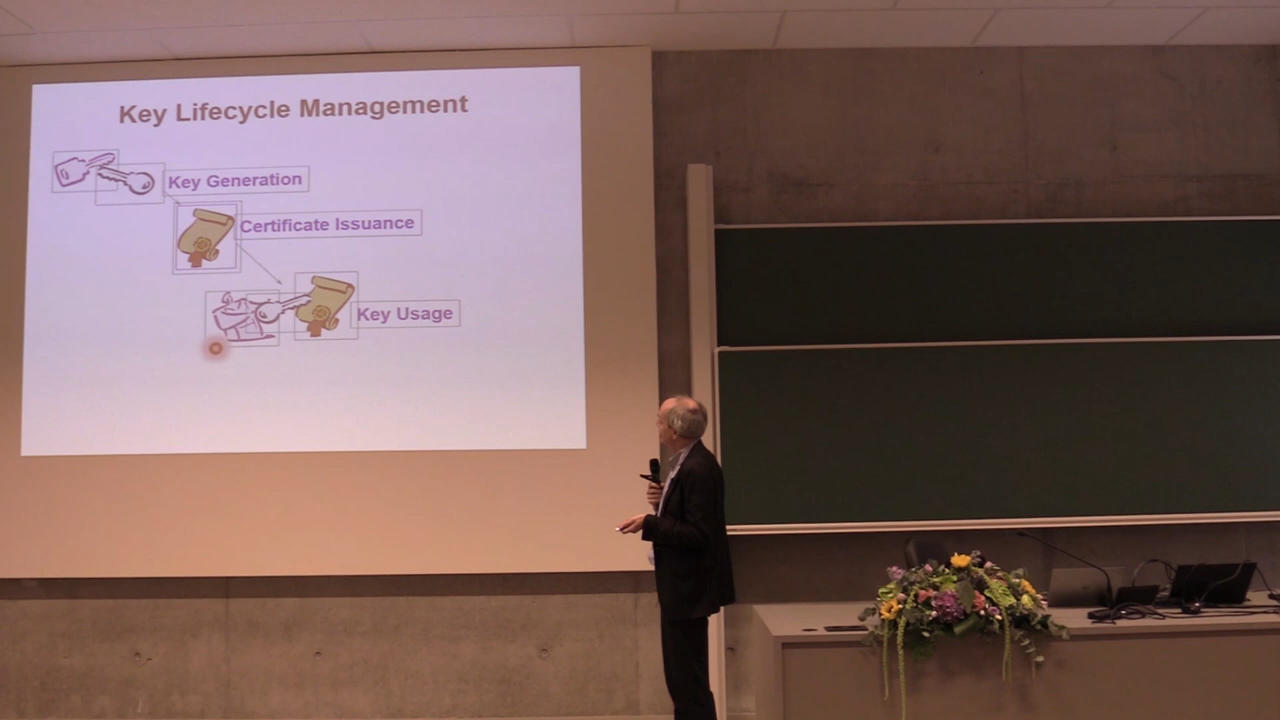 Key Lifecycle Management
Key Generation
Certificate Issuance
Key Usage